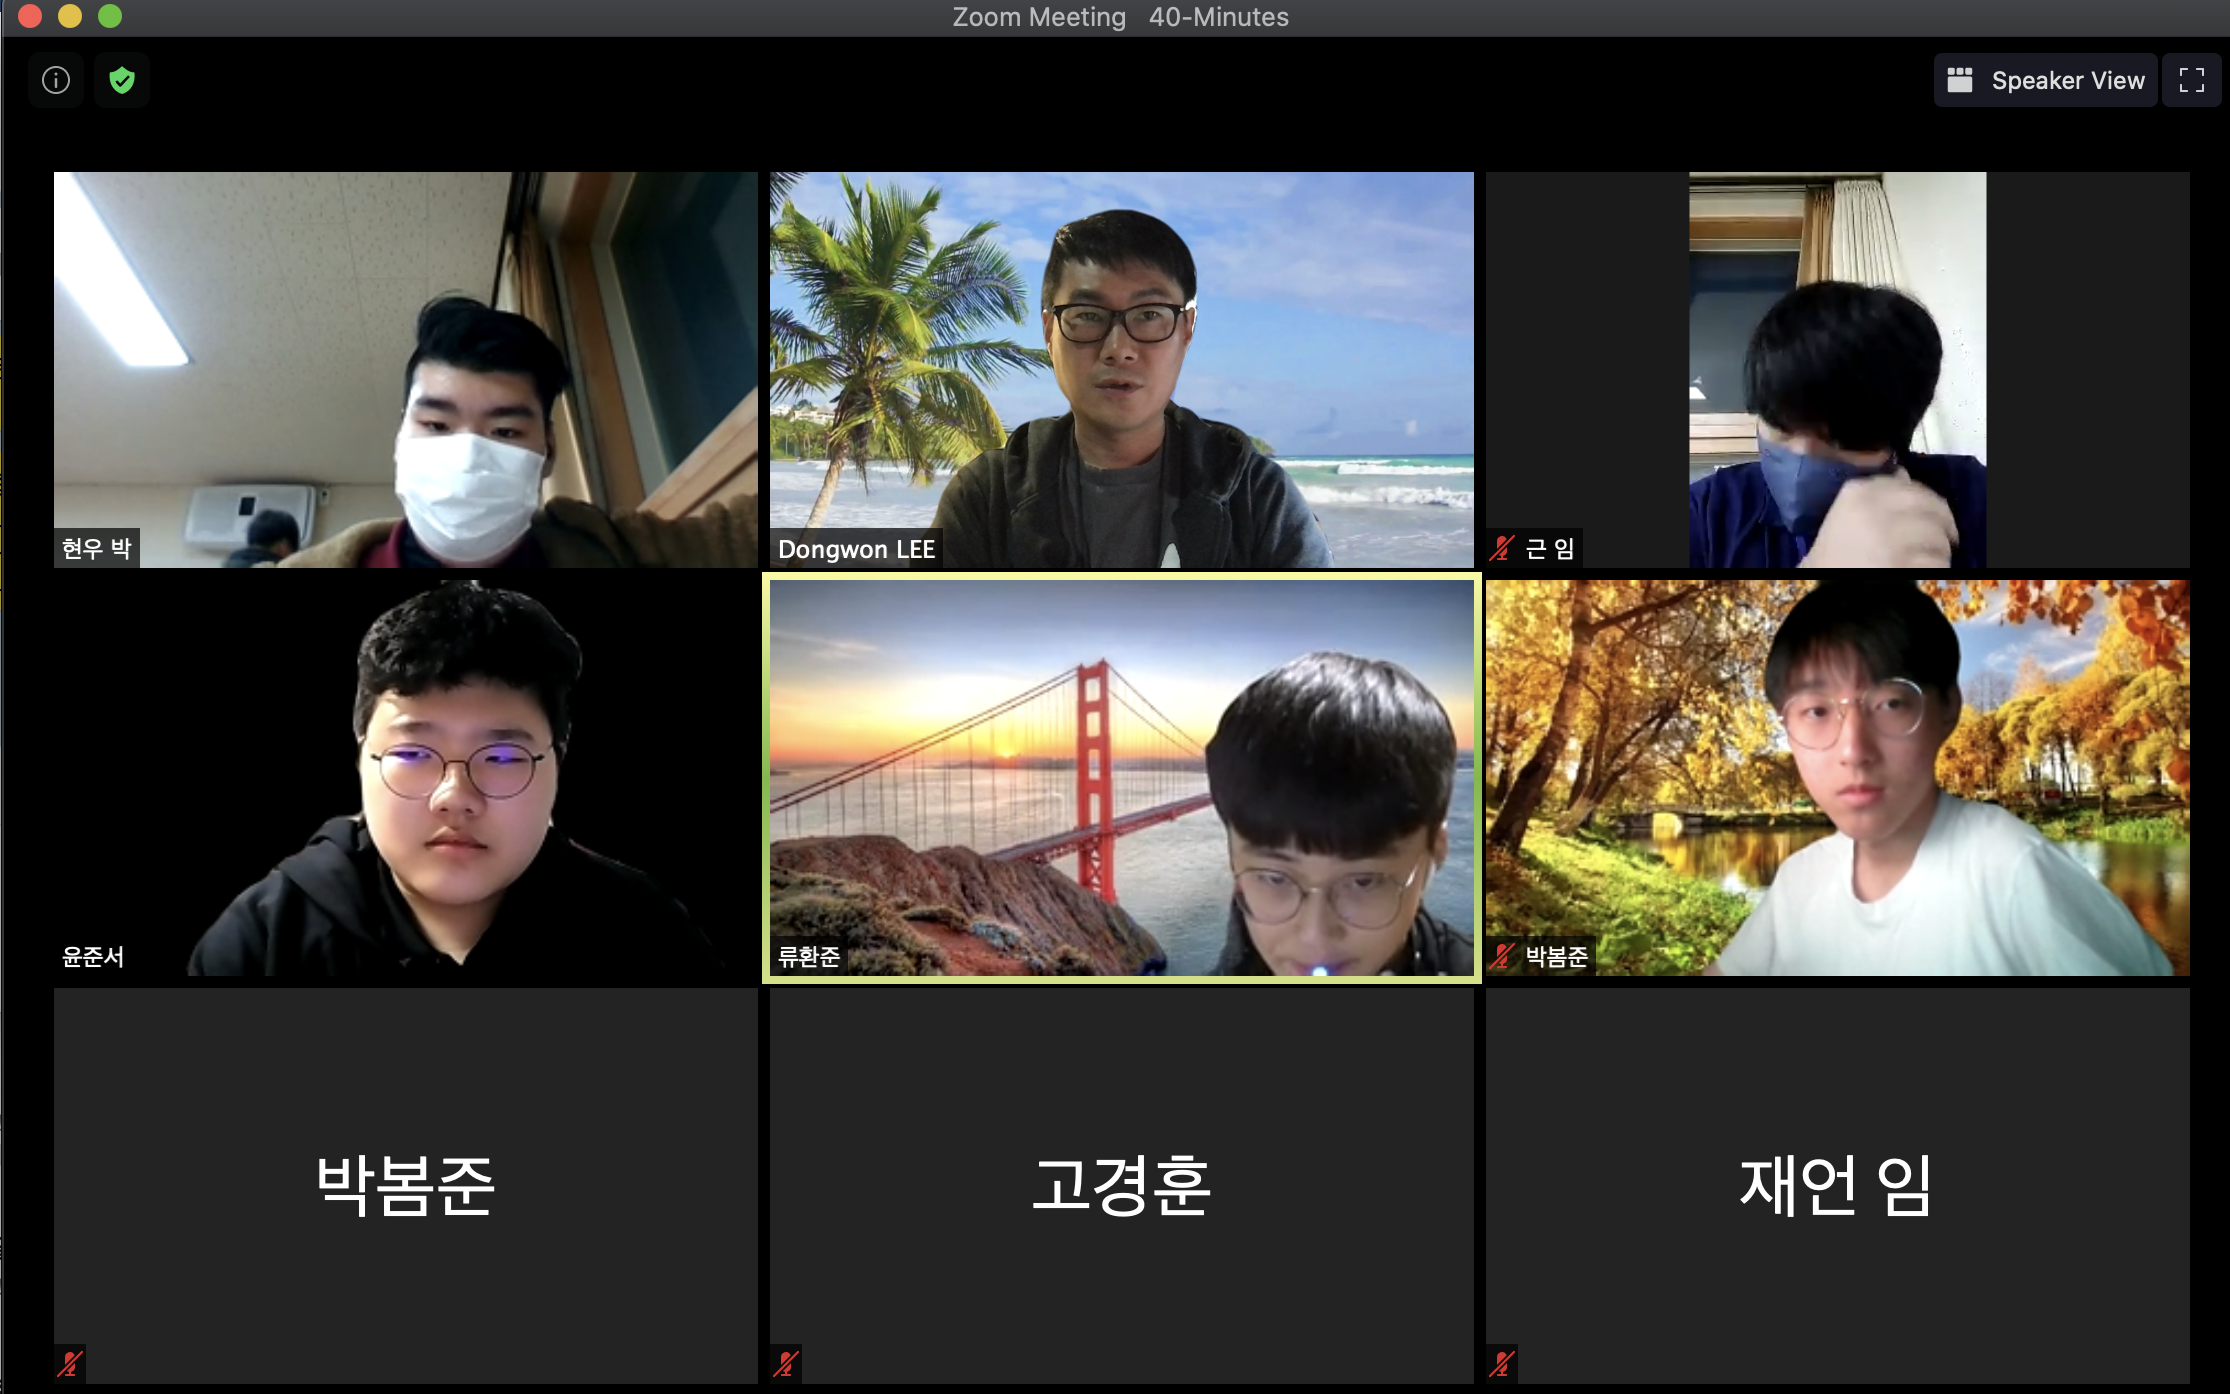 Zoom Meeting 40-Minutes
Speaker View
현우 박
Dongwon LEE
근 임
윤준서
류환준
박봄준
박봄준
고경훈
재언 임